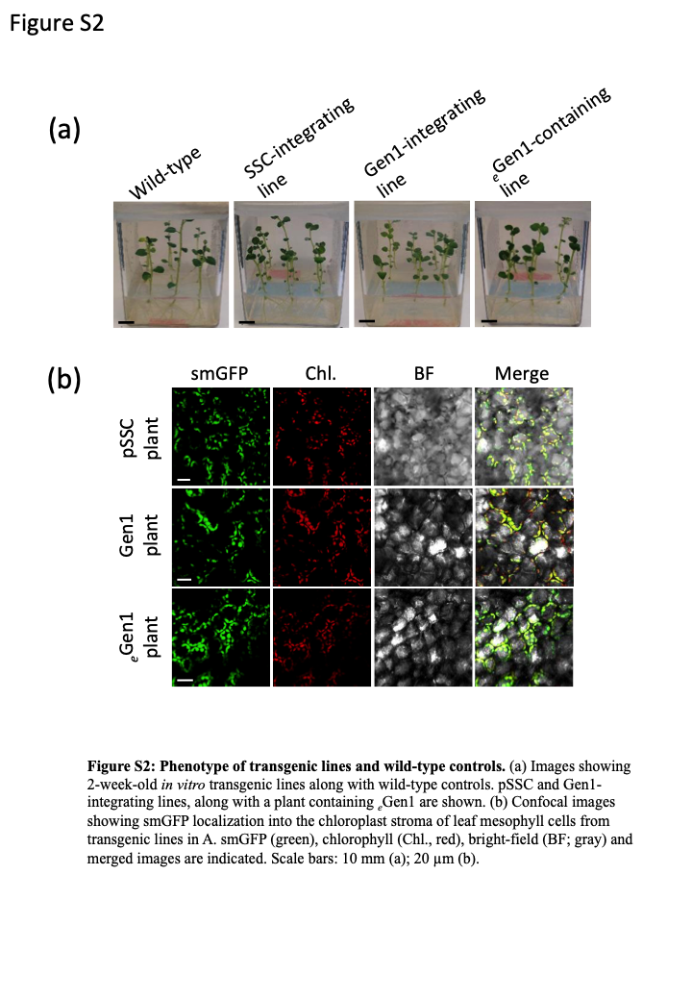 Figure S2
(a)
Wild-type
SSC-integrating
line
Gen1-integrating
line
eGen1-containing
line
(b)
smGFP Chl. BF Merge
pSSC
plant
Gen1
plant
eGen1
plant
Figure S2: Phenotype of transgenic lines and wild-type controls. (a) Images showing
2-week-old in vitro transgenic lines along with wild-type controls. pSSC and Gen1-
integrating lines, along with a plant containing eGen1 are shown. (b) Confocal images
showing smGFP localization into the chloroplast stroma of leaf mesophyll cells from
transgenic lines in A. smGFP (green), chlorophyll (Chl., red), bright-field (BF; gray) and
merged images are indicated. Scale bars: 10 mm (a); 20 µm (b).